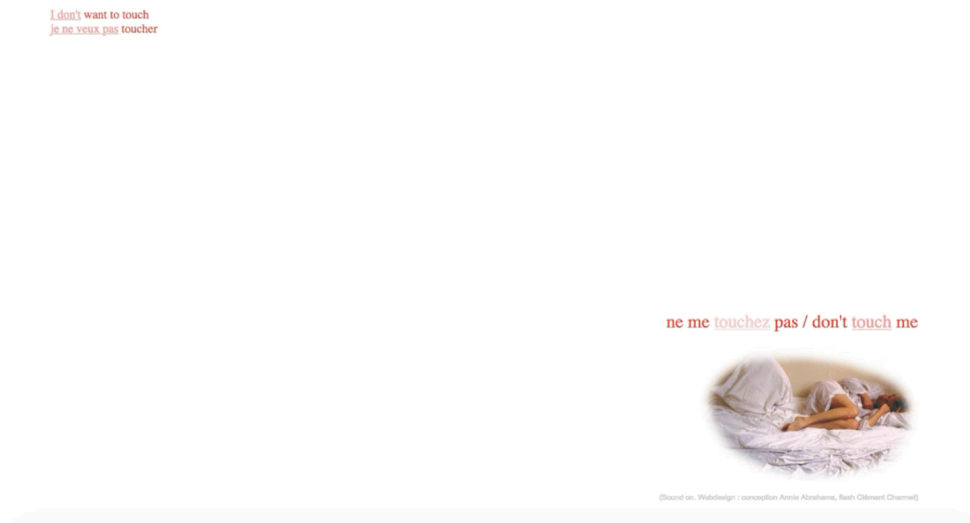 I don't want to touch
je ne veux pas toucher
ne me touchez pas / don't touch me
(Sound on. Webdesign : conception Annie Abrahams, flash Clément Charmet)